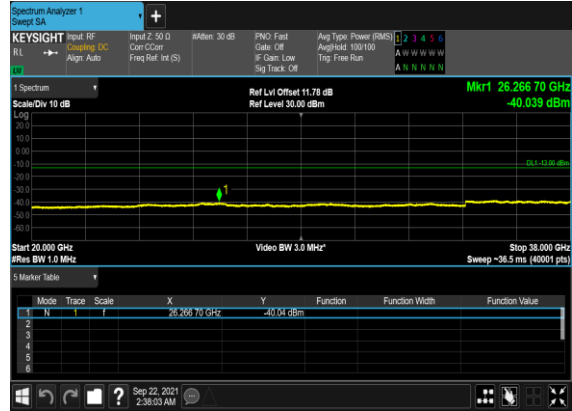 Spectrum Analyzer 1
Swept SA
+
KEYSIGHT Input: RF Input Z: 50 Ω #Atten: 30 dB PNO: Fast Avg Type: Power (RMS) 1 2 3 4 5 6
RL Coupling: DC Corr CCorr Gate: Off Avg|Hold: 100/100 A W W W W W
Align: Auto Freq Ref: Int (S) IF Gain: Low Trig: Free Run
LW Sig Track: Off A N N N N N
1 Spectrum
Ref Lvl Offset 11.78 dB Mkr1 26.266 70 GHz
Scale/Div 10 dB Ref Level 30.00 dBm -40.039 dBm
Log
20.0
10.0
0.00
-10.0
DL1 -13.00 dBm
-20.0
-30.0
1
-40.0
-50.0
-60.0
Start 20.000 GHz Video BW 3.0 MHz* Stop 38.000 GHz
#Res BW 1.0 MHz Sweep ~36.5 ms (40001 pts)
5 Marker Table
Mode Trace Scale X Y Function Function Width Function Value
1 N 1 f 26.266 70 GHz -40.04 dBm
2
3
4
5
6
? Sep 22, 2021
2:38:03 AM